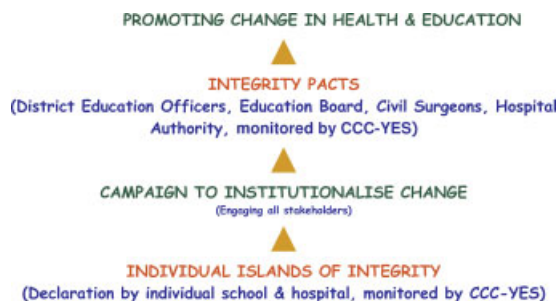 PROMOTING CHANGE IN HEALTH & EDUCATION
INTEGRITY PACTS
(District Education Officers, Education Board, Civil Surgeons, Hospital
Authority, monitored by CCC-YES)
CAMPAIGN TO INSTITUTIONALISE CHANGE
(Engaging all stakeholders)
INDIVIDUAL ISLANDS OF INTEGRITY
(Declaration by individual school & hospital, monitored by CCC-YES)